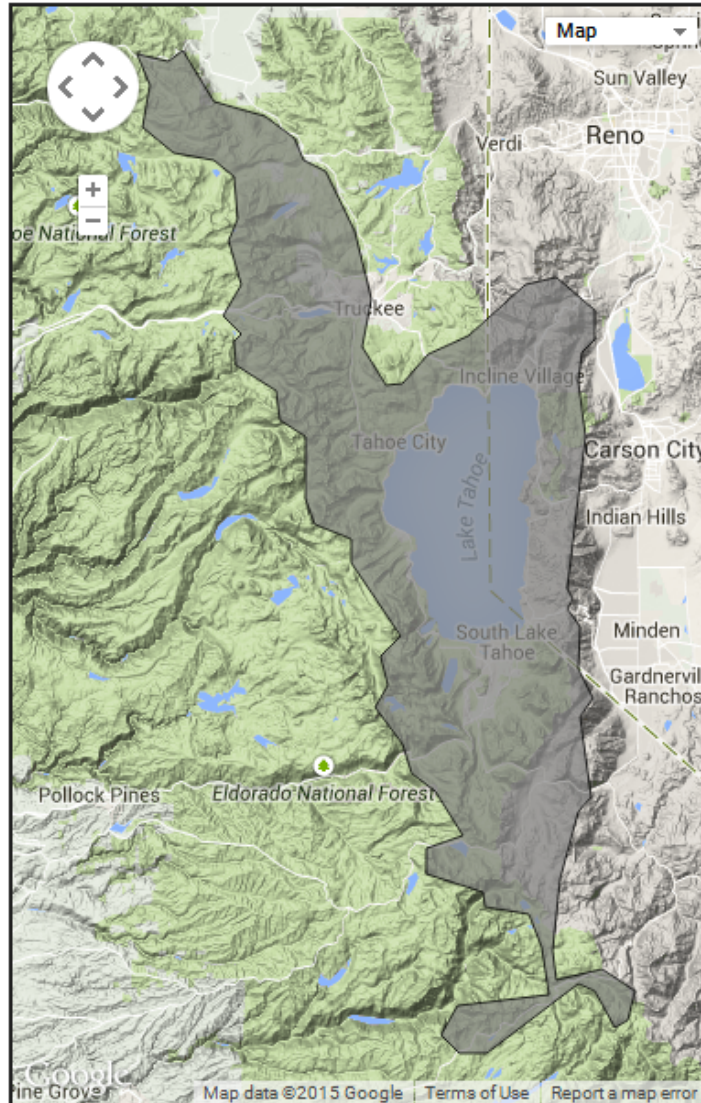 Map
Spri
Sun Valley
Reno
Verdi
oe National Forest
Truckee
Incline Village
Tahoe City
Carson City
Lake Tahoe
Indian Hills
South Lake
Tahoe
Minden
Gardnervil
Ranchos
Pollock Pines
Eldorado National Forest
Google
Pine Grove
Map data ©2015 Google
Terms of Use
Report a map error